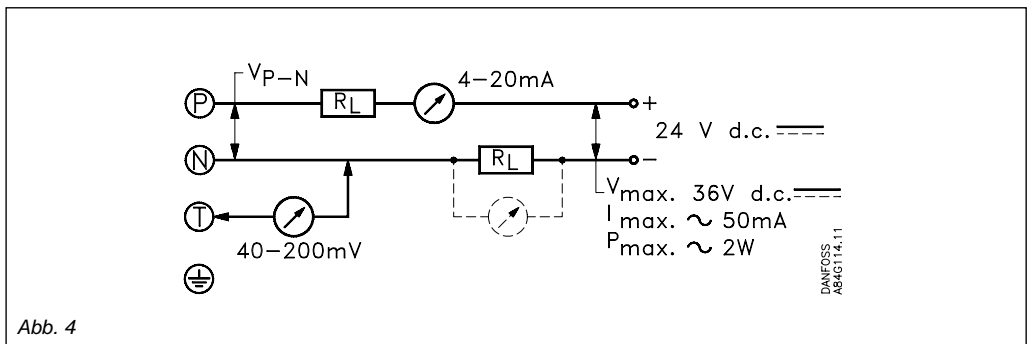 V P-N
4-20mA
P
R L
+
24 V d.c.
N
R L
-
V max. 36V d.c.
I max. ~ 50mA
P max. ~ 2W
T
40-200mV
DANFOSS
A84G114.11
Abb. 4